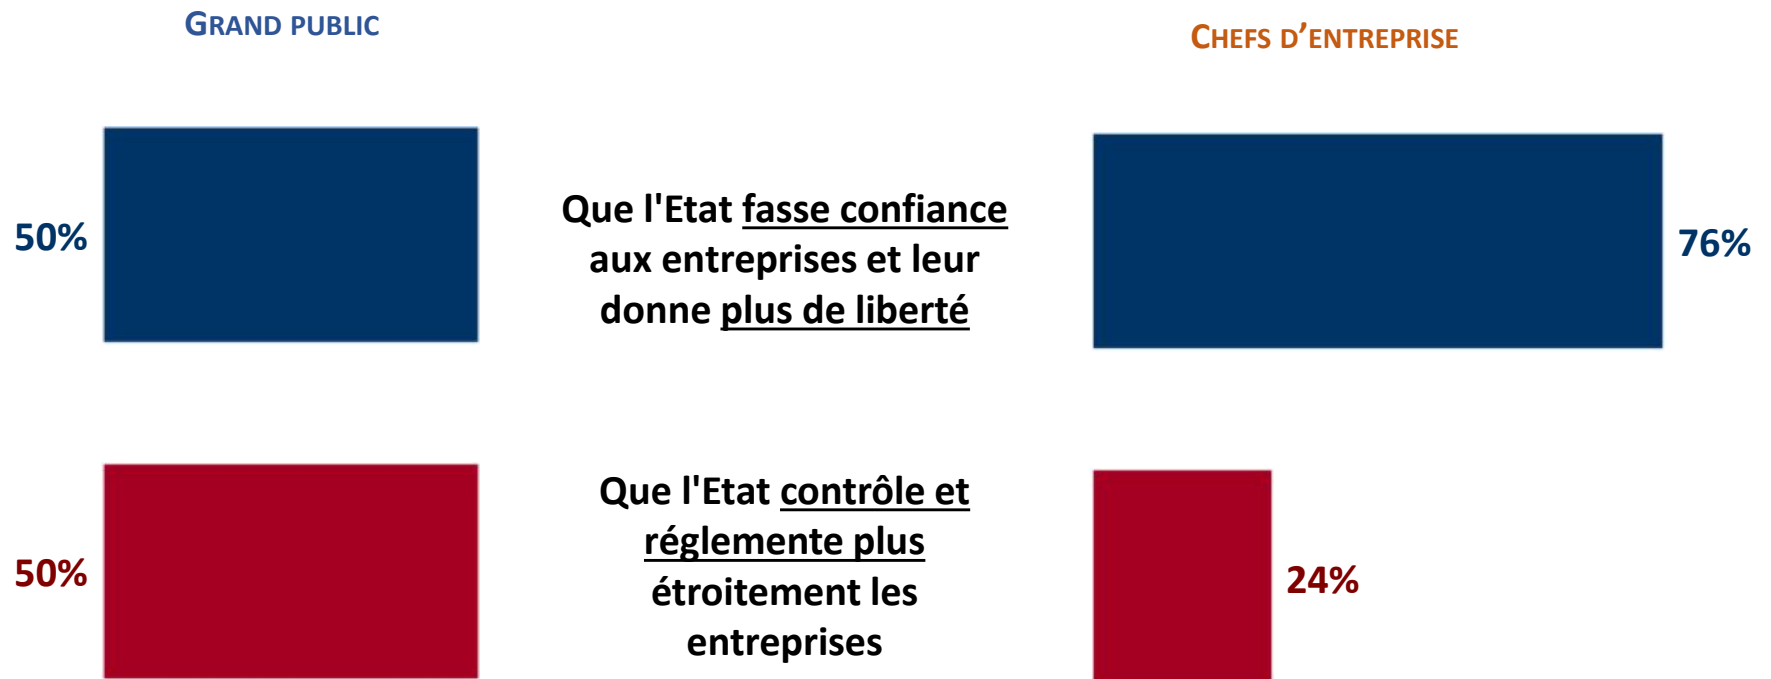 GRAND PUBLIC
CHEFS D’ENTREPRISE
50%
Que l'Etat fasse confiance
aux entreprises et leur
donne plus de liberté
76%
50%
Que l'Etat contrôle et
réglemente plus
étroitement les
entreprises
24%